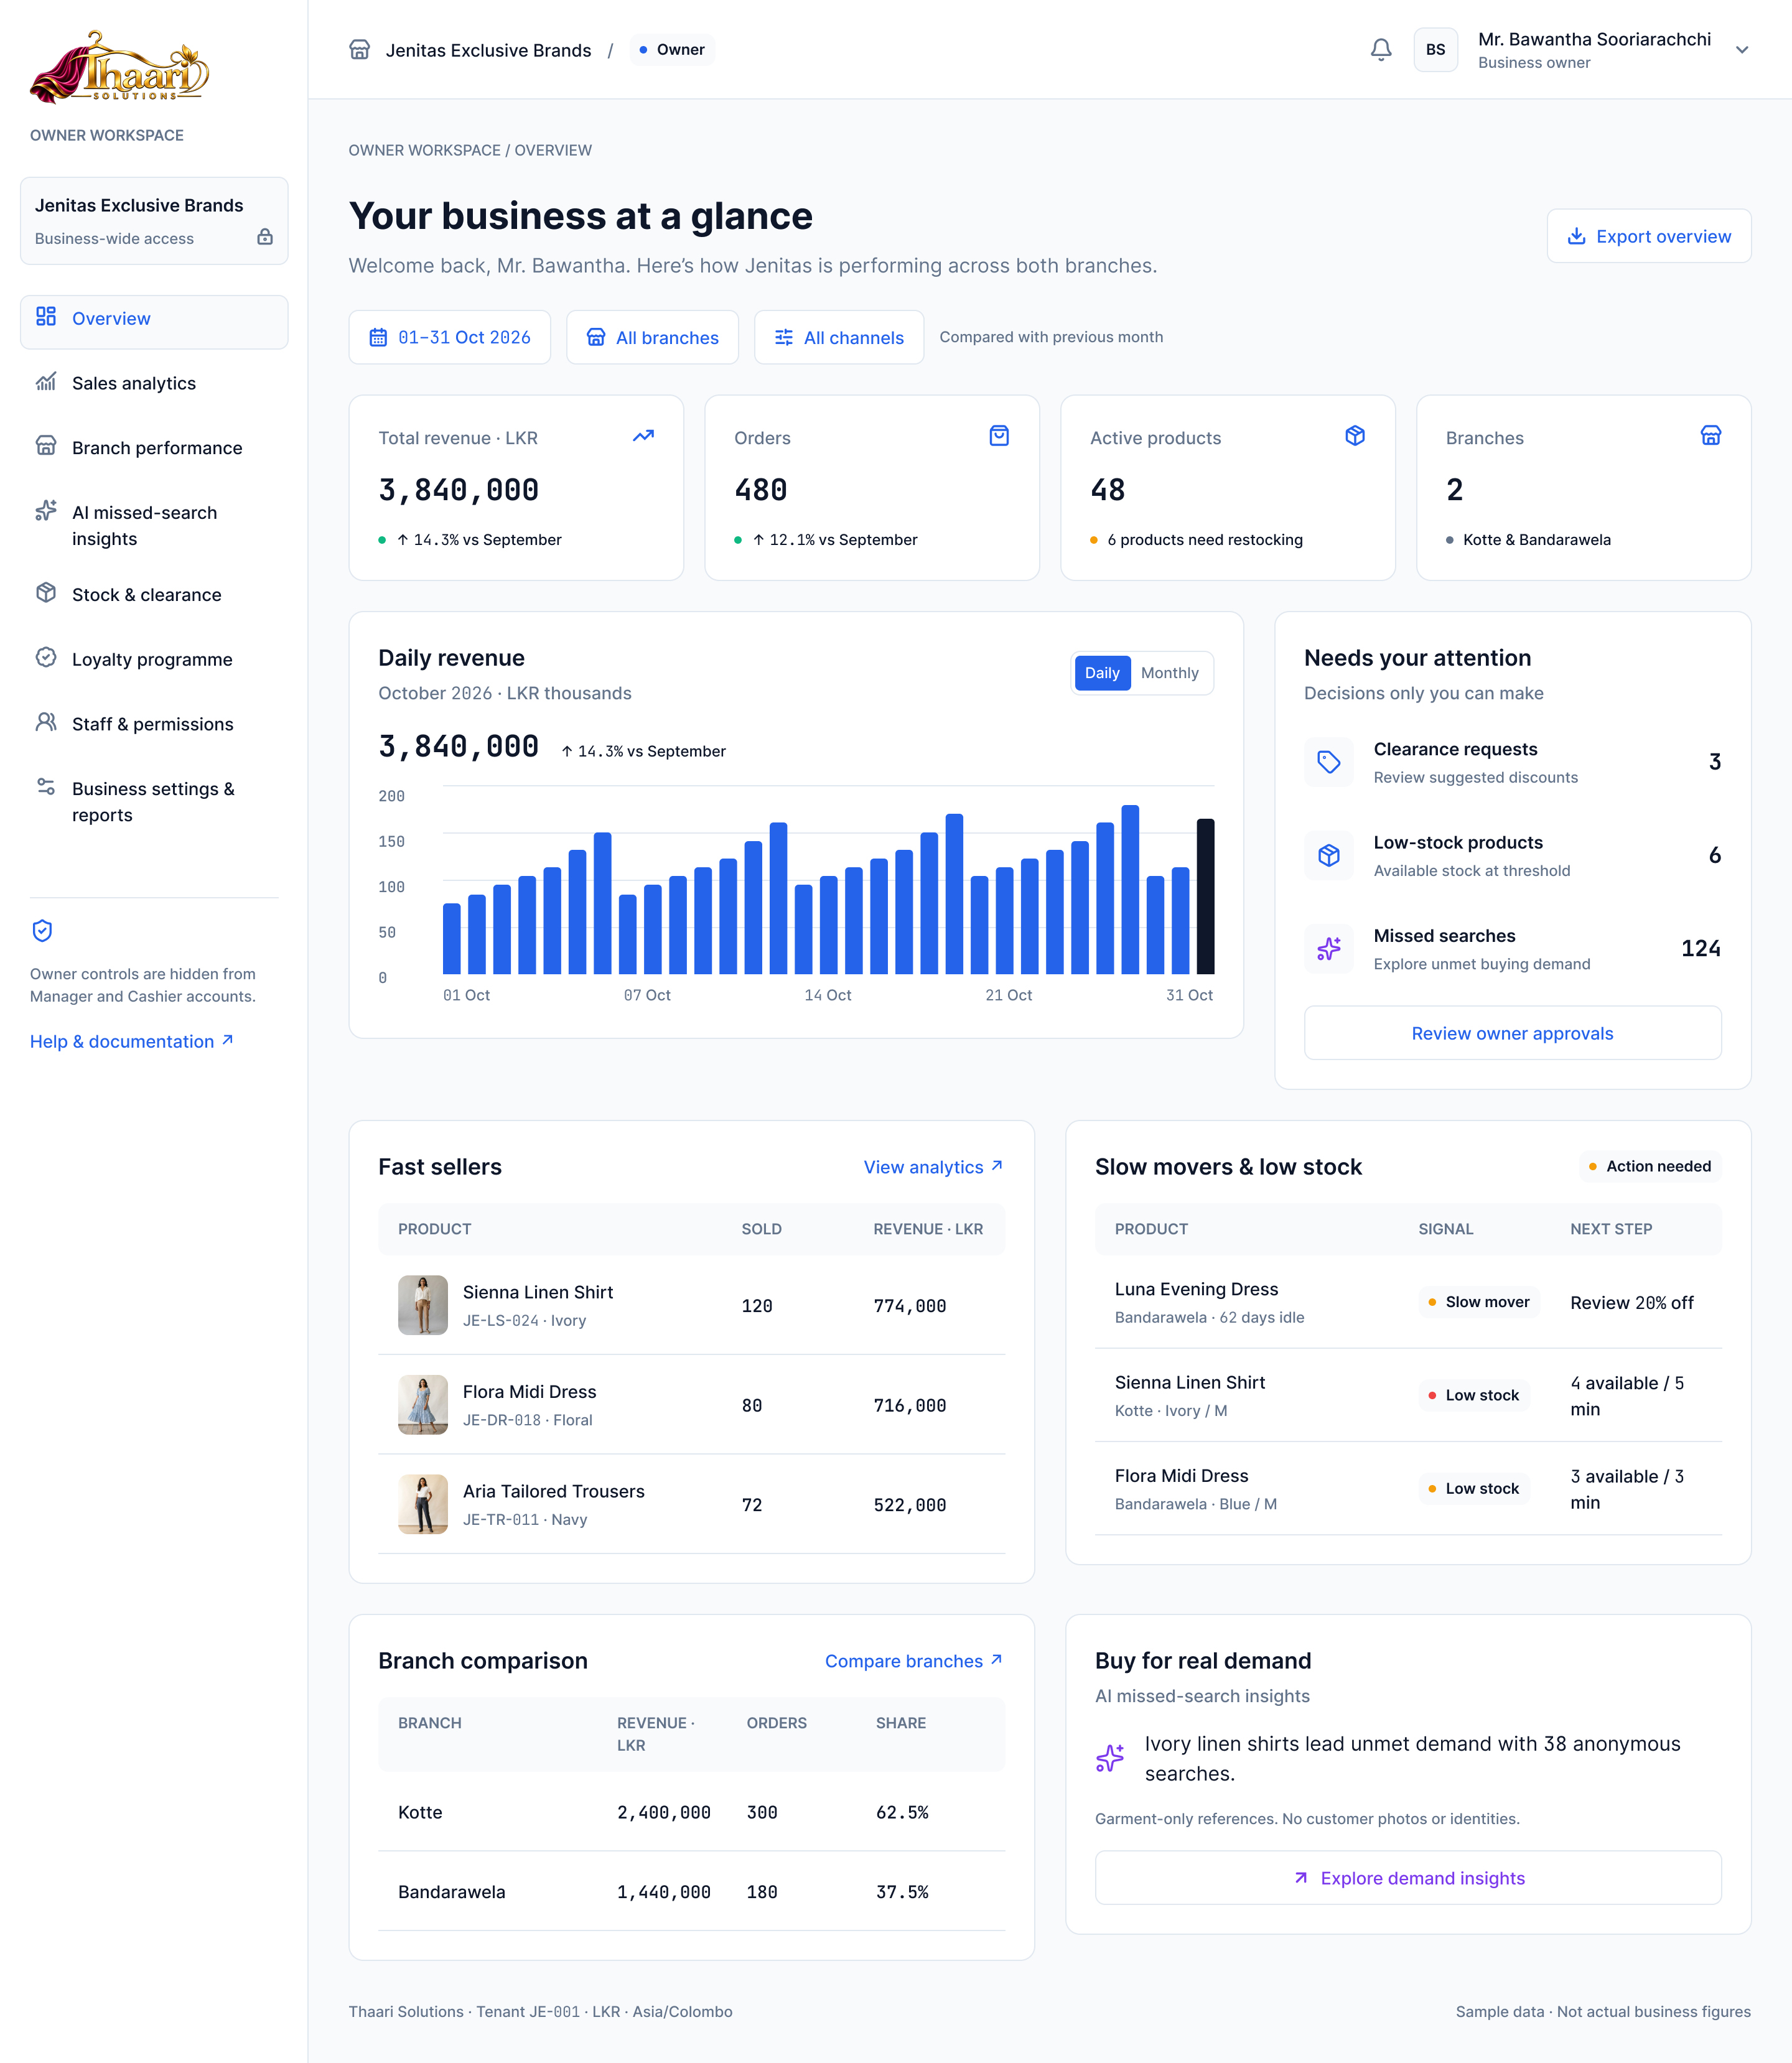 Thaari
SOLUTIONS
OWNER WORKSPACE
Jenitas Exclusive Brands
Business-wide access
Overview
Sales analytics
Branch performance
AI missed-search
insights
Stock & clearance
Loyalty programme
Staff & permissions
Business settings &
reports
Owner controls are hidden from
Manager and Cashier accounts.
Help & documentation
Jenitas Exclusive Brands / Owner
BS
Mr. Bawantha Sooriarachchi
Business owner
OWNER WORKSPACE / OVERVIEW
Your business at a glance
Welcome back, Mr. Bawantha. Here’s how Jenitas is performing across both branches.
Export overview
01–31 Oct 2026
All branches
All channels
Compared with previous month
Total revenue · LKR
3,840,000
↑ 14.3% vs September
Orders
480
↑ 12.1% vs September
Active products
48
6 products need restocking
Branches
2
Kotte & Bandarawela
Daily revenue
October 2026 · LKR thousands
Daily
Monthly
3,840,000 ↑ 14.3% vs September
200
150
100
50
0
01 Oct 07 Oct 14 Oct 21 Oct 31 Oct
Needs your attention
Decisions only you can make
Clearance requests
Review suggested discounts
3
Low-stock products
Available stock at threshold
6
Missed searches
Explore unmet buying demand
124
Review owner approvals
Fast sellers
View analytics
PRODUCT SOLD REVENUE · LKR
Sienna Linen Shirt
JE-LS-024 · Ivory
120 774,000
Flora Midi Dress
JE-DR-018 · Floral
80 716,000
Aria Tailored Trousers
JE-TR-011 · Navy
72 522,000
Slow movers & low stock
Action needed
PRODUCT SIGNAL NEXT STEP
Luna Evening Dress
Bandarawela · 62 days idle
Slow mover
Review 20% off
Sienna Linen Shirt
Kotte · Ivory / M
Low stock
4 available / 5
min
Flora Midi Dress
Bandarawela · Blue / M
Low stock
3 available / 3
min
Branch comparison
Compare branches
BRANCH REVENUE · ORDERS SHARE
LKR
Kotte 2,400,000 300 62.5%
Bandarawela 1,440,000 180 37.5%
Buy for real demand
AI missed-search insights
Ivory linen shirts lead unmet demand with 38 anonymous
searches.
Garment-only references. No customer photos or identities.
Explore demand insights
Thaari Solutions · Tenant JE-001 · LKR · Asia/Colombo
Sample data · Not actual business figures